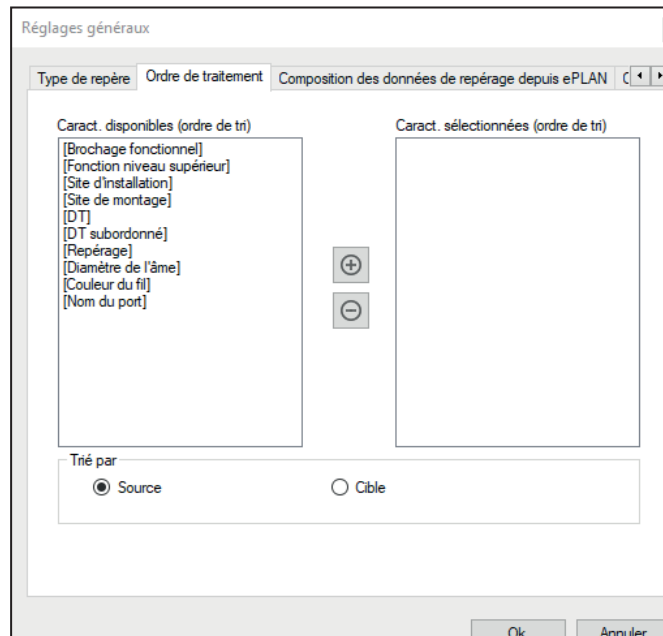 Réglages généraux
Type de repère
Ordre de traitement
Composition des données de repérage depuis ePLAN
Caract. disponibles (ordre de tri)
Caract. sélectionnées (ordre de tri)
[Brochage fonctionnel]
[Fonction niveau supérieur]
[Site d'installation]
[Site de montage]
[DT]
[DT subordonné]
[Repérage]
[Diamètre de l'âme]
[Couleur du fil]
[Nom du port]
Trié par
Source
Cible
Ok
Annuler